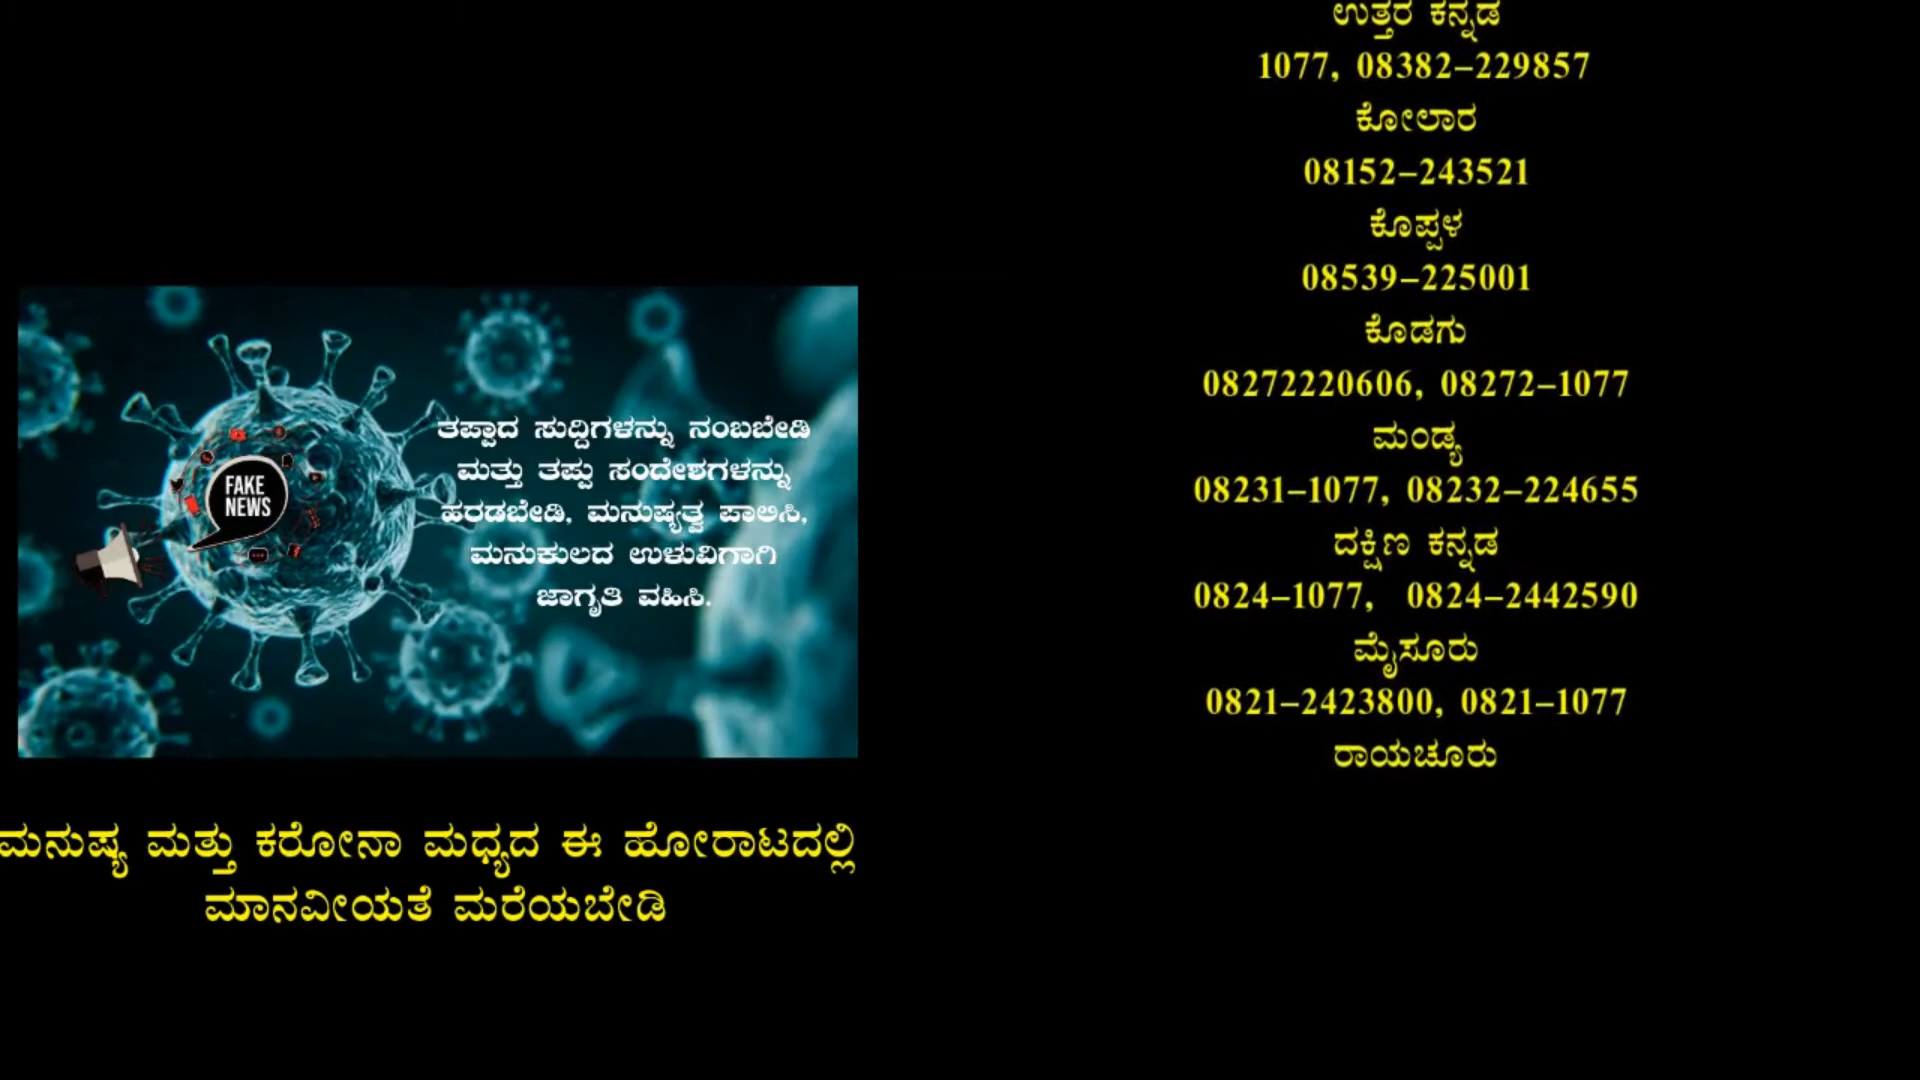 FAKE
NEWS
ತಪ್ಪಾದ ಸುದ್ದಿಗಳನ್ನು ನಂಬಬೇಡಿ
ಮತ್ತು ತಪ್ಪು ಸಂದೇಶಗಳನ್ನು
ಹರಡಬೇಡಿ, ಮನುಷ್ಯತ್ವ ಪಾಲಿಸಿ,
ಮನುಕುಲದ ಉಳುವಿಗಾಗಿ
ಜಾಗೃತಿ ವಹಿಸಿ.
ಮನುಷ್ಯ ಮತ್ತು ಕರೋನಾ ಮಧ್ಯದ ಈ ಹೋರಾಟದಲ್ಲಿ
ಮಾನವೀಯತೆ ಮರೆಯಬೇಡಿ
ಉತ್ತರ ಕನ್ನಡ
1077, 08382-229857
ಕೋಲಾರ
08152-243521
ಕೊಪ್ಪಳ
08539-225001
ಕೊಡಗು
08272220606, 08272-1077
ಮಂಡ್ಯ
08231-1077, 08232-224655
ದಕ್ಷಿಣ ಕನ್ನಡ
0824-1077, 0824-2442590
ಮೈಸೂರು
0821-2423800, 0821-1077
ರಾಯಚೂರು